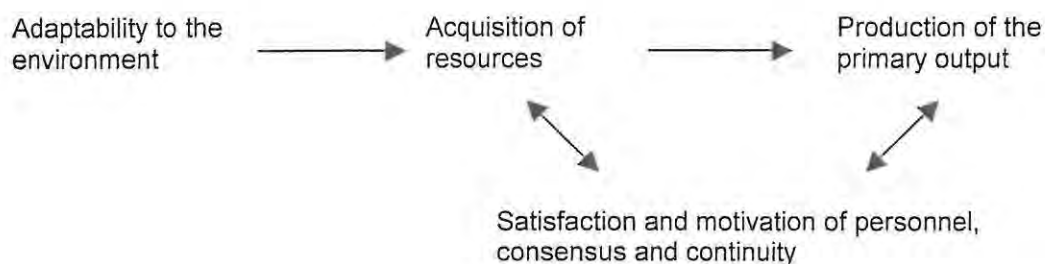 Adaptability to the
environment
Acquisition of
resources
Production of the
primary output
Satisfaction and motivation of personnel,
consensus and continuity